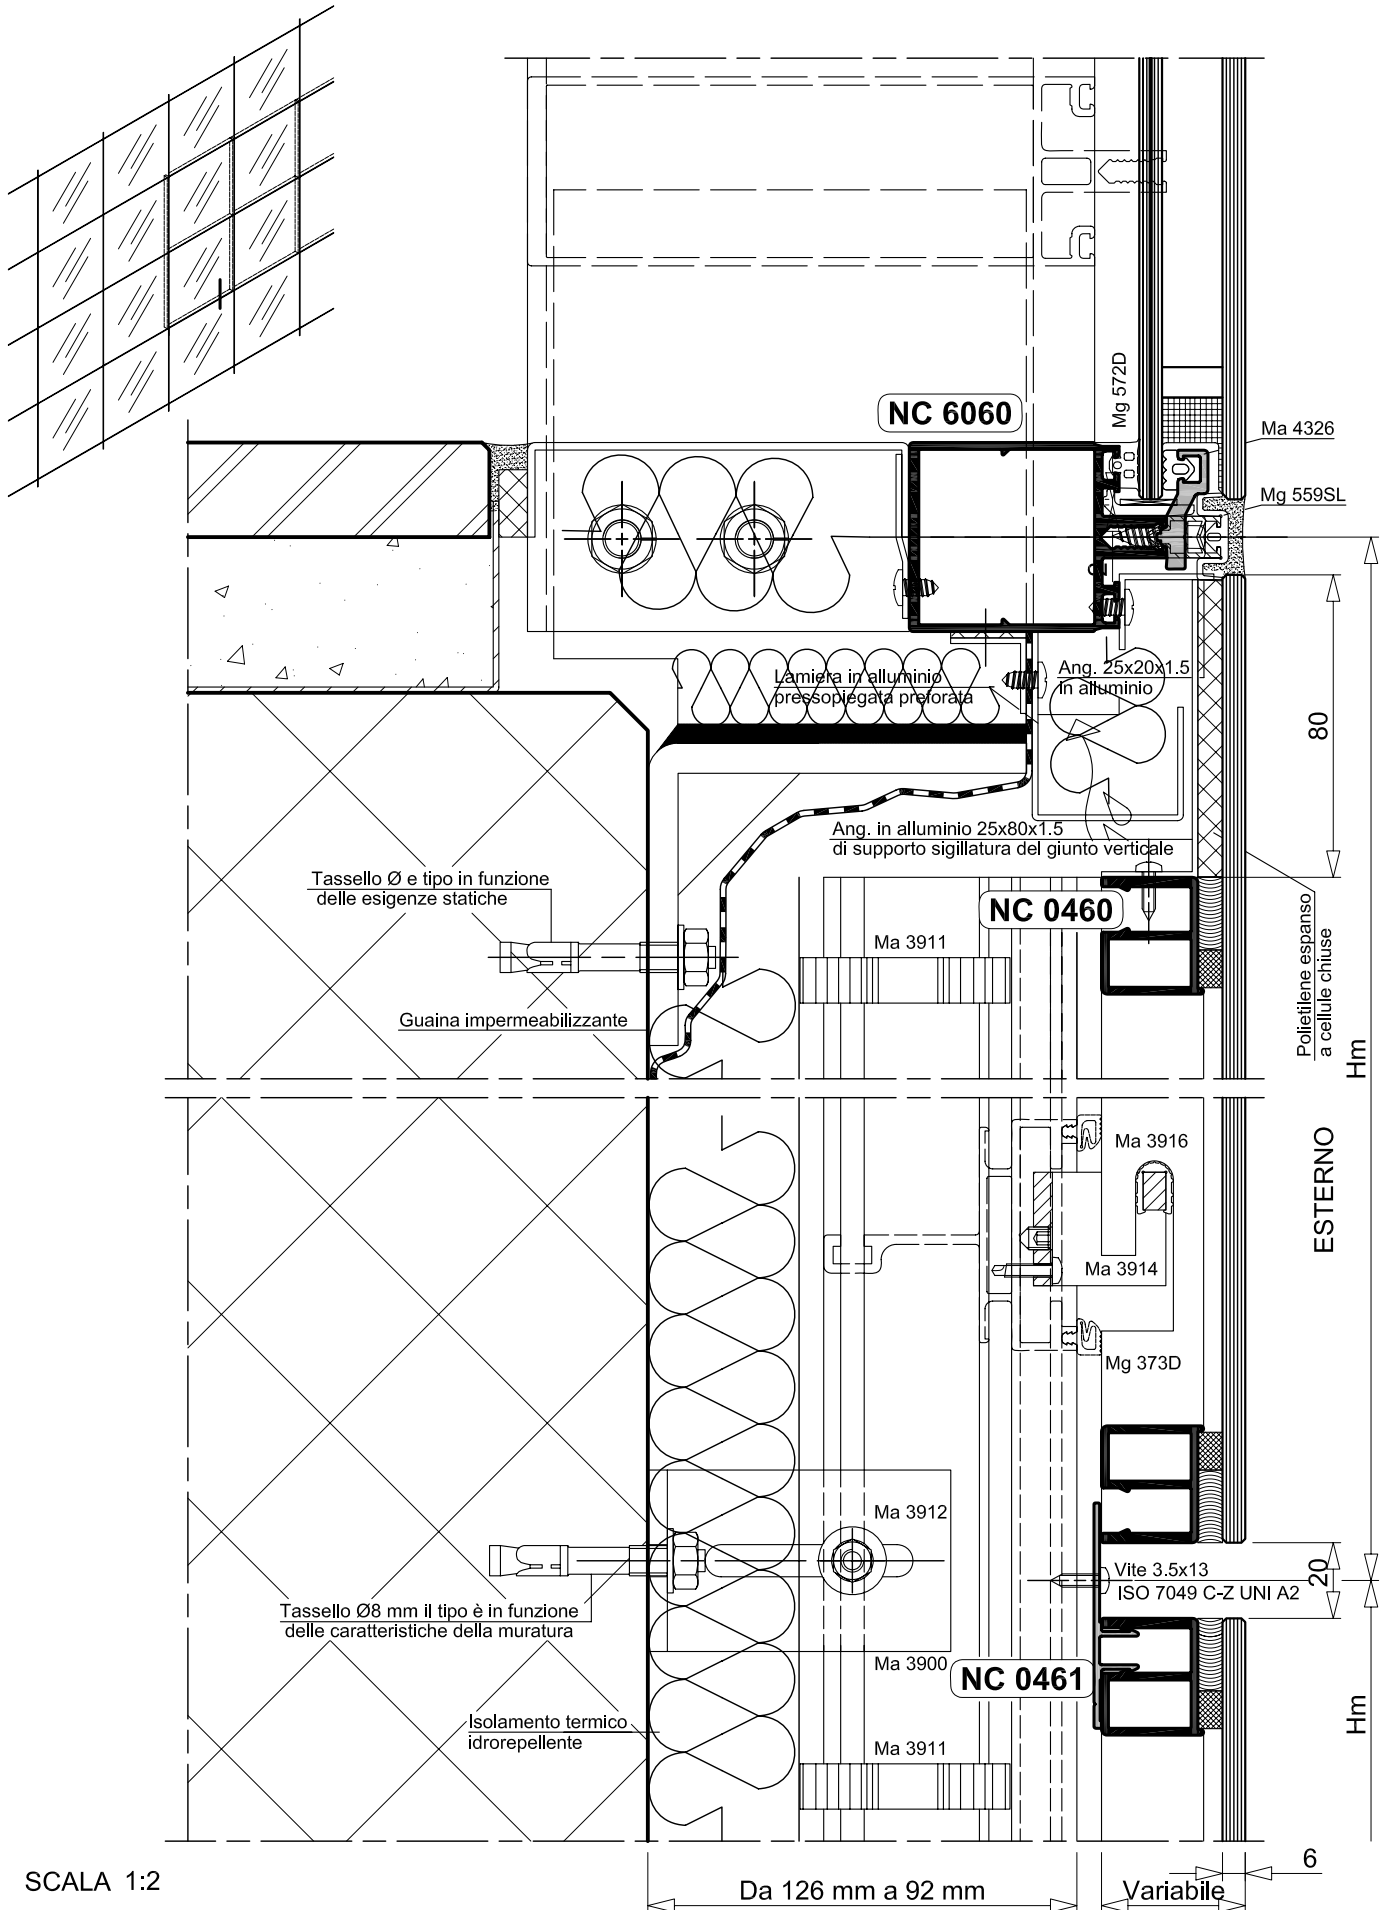 Mg 572D
NC 6060
Ma 4326
Mg 559SL
Lamiera in alluminio
pressopiegata preforata
Ang. 25x20x1.5
in alluminio
80
Ang. in alluminio 25x80x1.5
di supporto sigillatura del giunto verticale
Tassello Ø e tipo in funzione
delle esigenze statiche
NC 0460
Ma 3911
Polietilene espanso
a cellule chiuse
Guaina impermeabilizzante
Hm
Ma 3916
ESTERNO
Ma 3914
Mg 373D
Ma 3912
Vite 3.5x13
ISO 7049 C-Z UNI A2
20
Tassello Ø8 mm il tipo è in funzione
delle caratteristiche della muratura
Ma 3900
NC 0461
Hm
Isolamento termico
idrorepellente
Ma 3911
6
SCALA 1:2
Da 126 mm a 92 mm
Variabile